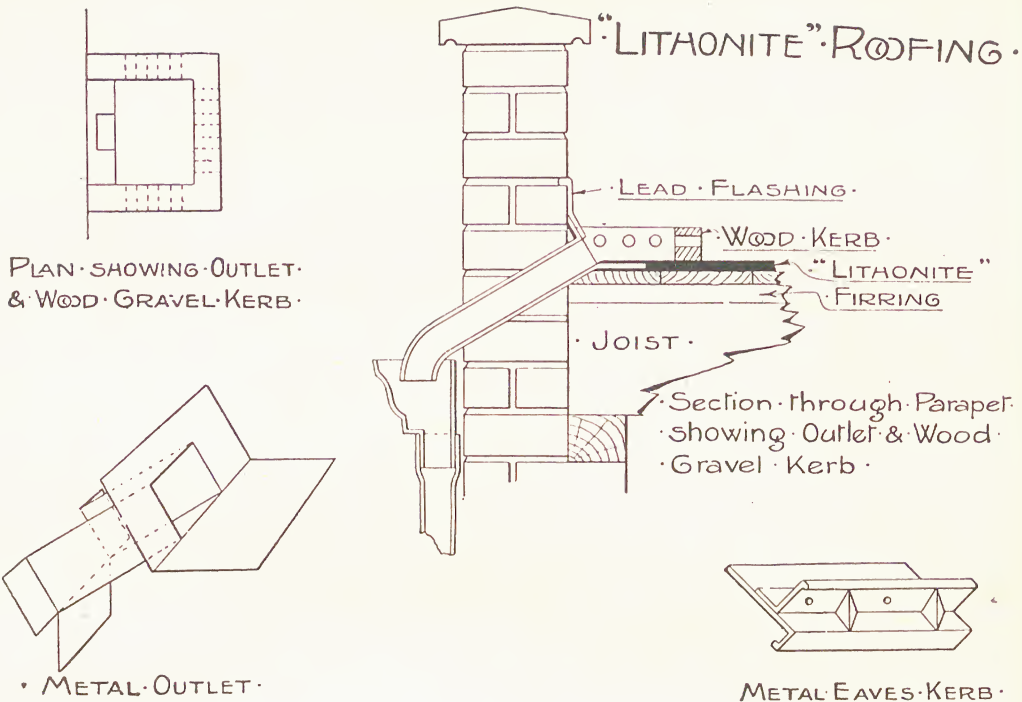 "LITHONITE"·ROOFING·
·LEAD·FLASHING·
·WOOD·KERB·
"LITHONITE"
·FIRRING
·JOIST·
PLAN·SHOWING·OUTLET·
& WOOD·GRAVEL·KERB·
·Section·through·Parapet·
·showing·Outlet·&·Wood·
·Gravel·Kerb·
·METAL·OUTLET·
METAL·EAVES·KERB·